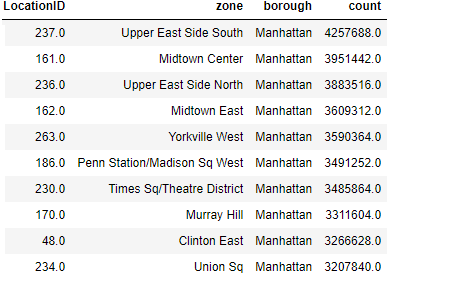 LocationID zone borough count
237.0 Upper East Side South Manhattan 4257688.0
161.0 Midtown Center Manhattan 3951442.0
236.0 Upper East Side North Manhattan 3883516.0
162.0 Midtown East Manhattan 3609312.0
263.0 Yorkville West Manhattan 3590364.0
186.0 Penn Station/Madison Sq West Manhattan 3491252.0
230.0 Times Sq/Theatre District Manhattan 3485864.0
170.0 Murray Hill Manhattan 3311604.0
48.0 Clinton East Manhattan 3266628.0
234.0 Union Sq Manhattan 3207840.0